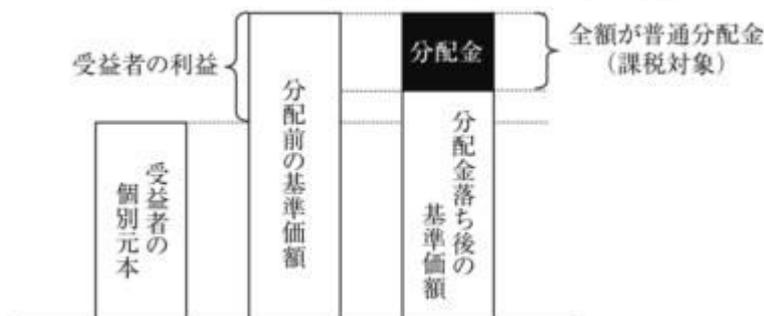 受益者の利益
分配金
全額が普通分配金
（課税対象）
受益者の
個別元本
分配前の基準価額
分配金落ち後の
基準価額